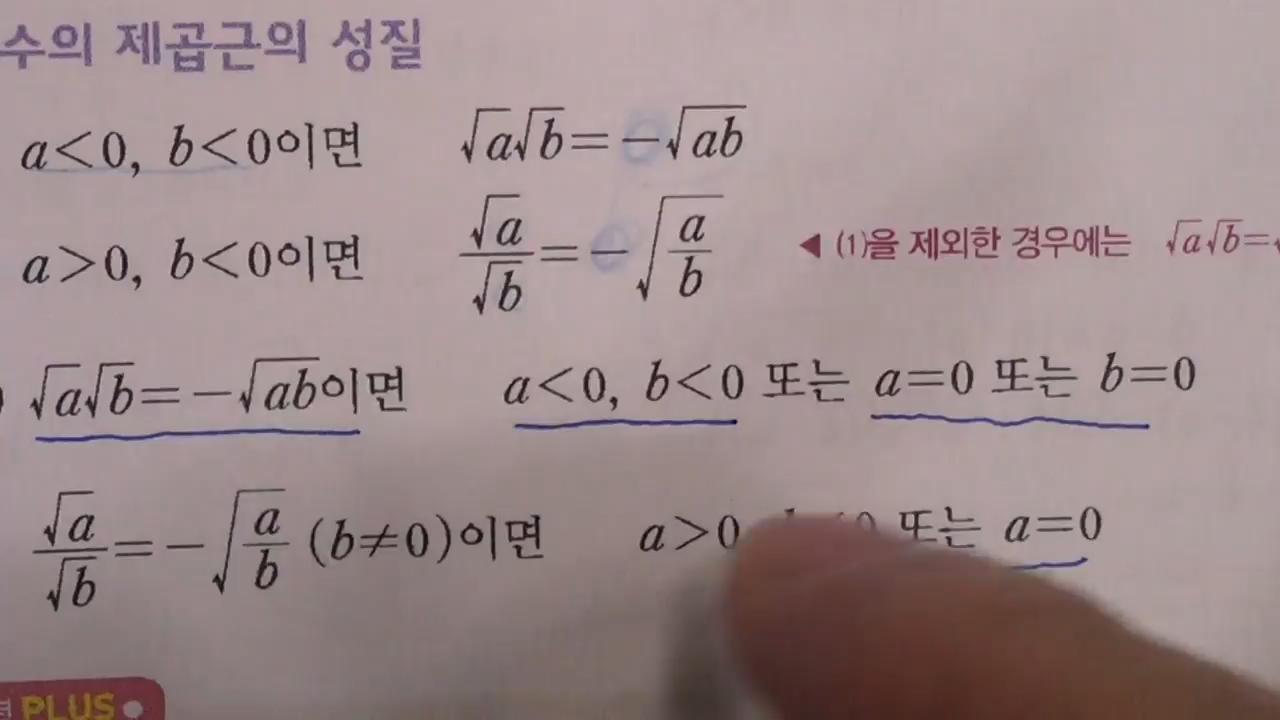 수의 제곱근의 성질
a<0, b<0이면 √a√b=-√ab
a>0, b<0이면 √a/√b=-√(a/b) ◀ (1)을 제외한 경우에는 √a√b=
√a√b=-√ab이면 a<0, b<0 또는 a=0 또는 b=0
√a/√b=-√(a/b) (b≠0)이면 a>0 또는 a=0
PLUS